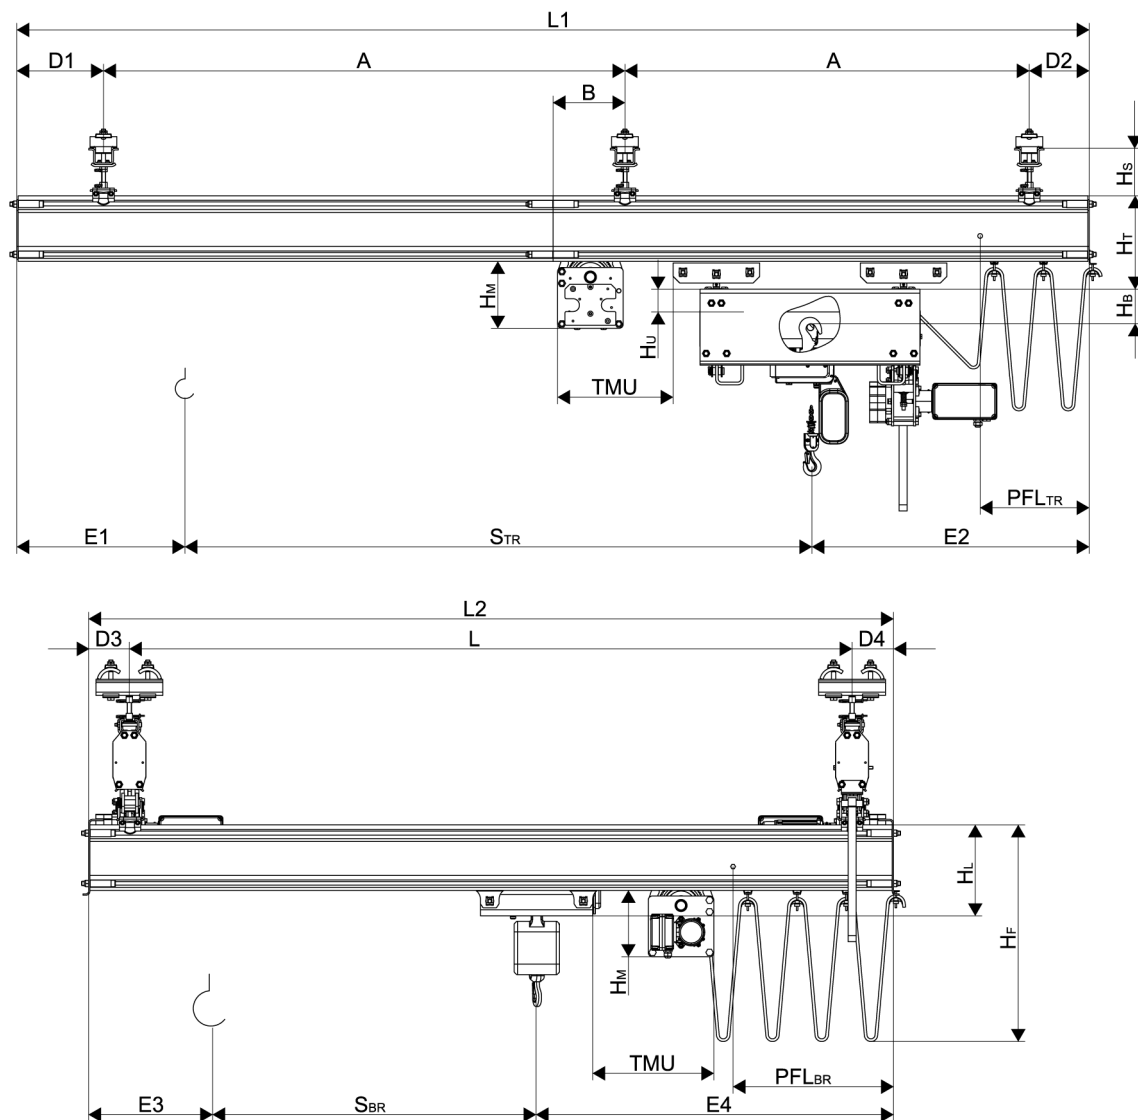 L1
D1 A A D2
B
HS
HT
HM
HB
HU
TMU
PFLTR
E1 STR E2
L2
D3 L D4
HL
HF
HM
TMU
PFLBR
E3 SBR E4